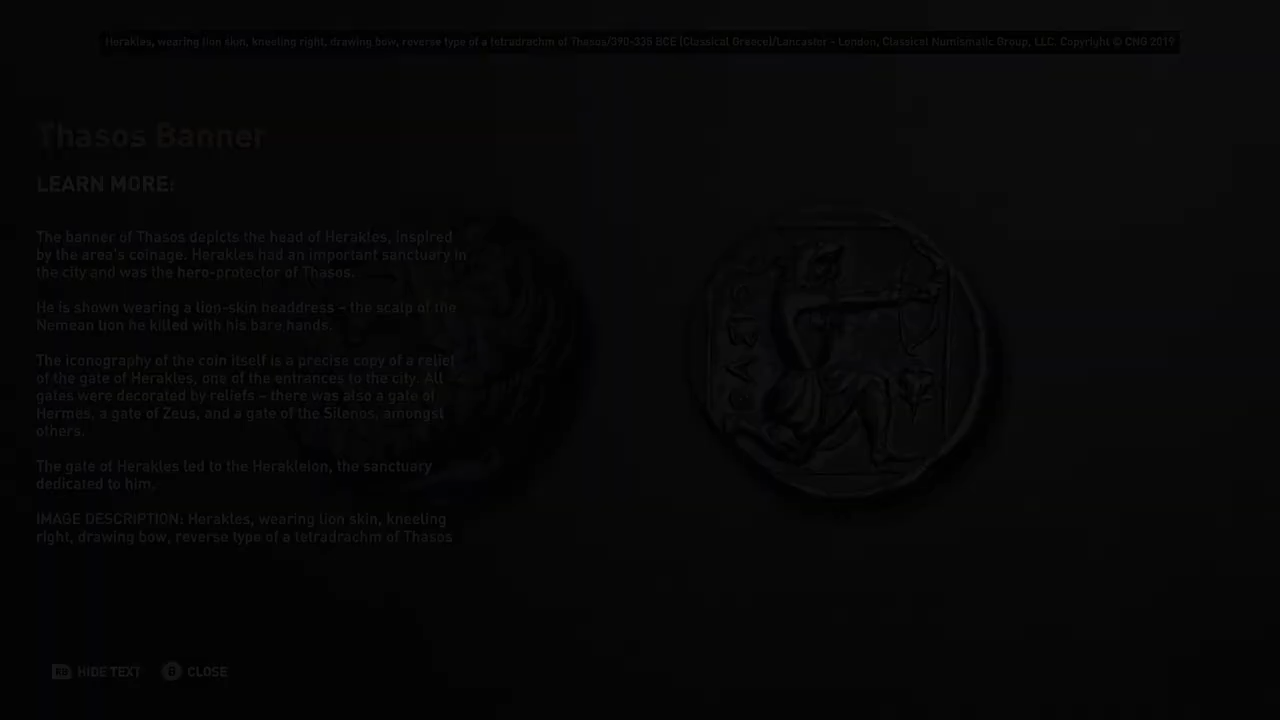 Herakles, wearing lion skin, kneeling right, drawing bow, reverse type of a tetradrachm of Thasos/390-335 BCE (Classical Greece)/Lancaster - London, Classical Numismatic Group, LLC. Copyright © CNG 2019
Thasos Banner
LEARN MORE:
The banner of Thasos depicts the head of Herakles, inspired
by the area's coinage. Herakles had an important sanctuary in
the city and was the hero-protector of Thasos.
He is shown wearing a lion-skin headdress – the scalp of the
Nemean lion he killed with his bare hands.
The iconography of the coin itself is a precise copy of a relief
of the gate of Herakles, one of the entrances to the city. All
gates were decorated by reliefs – there was also a gate of
Hermes, a gate of Zeus, and a gate of the Silenos, amongst
others.
The gate of Herakles led to the Herakleion, the sanctuary
dedicated to him.
IMAGE DESCRIPTION: Herakles, wearing lion skin, kneeling
right, drawing bow, reverse type of a tetradrachm of Thasos
RB HIDE TEXT B CLOSE